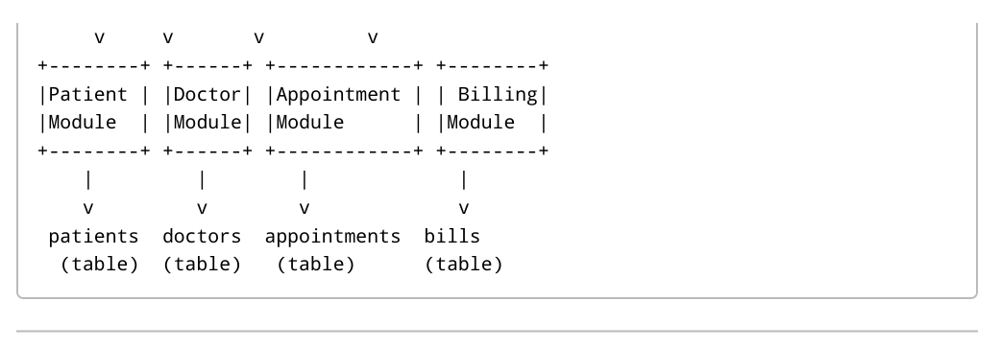 v     v       v         v
+--------+ +------+ +------------+ +--------+
|Patient | |Doctor| |Appointment | | Billing|
|Module  | |Module| |Module      | |Module  |
+--------+ +------+ +------------+ +--------+
    |         |        |             |
    v         v        v             v
 patients  doctors  appointments  bills
  (table)  (table)   (table)      (table)